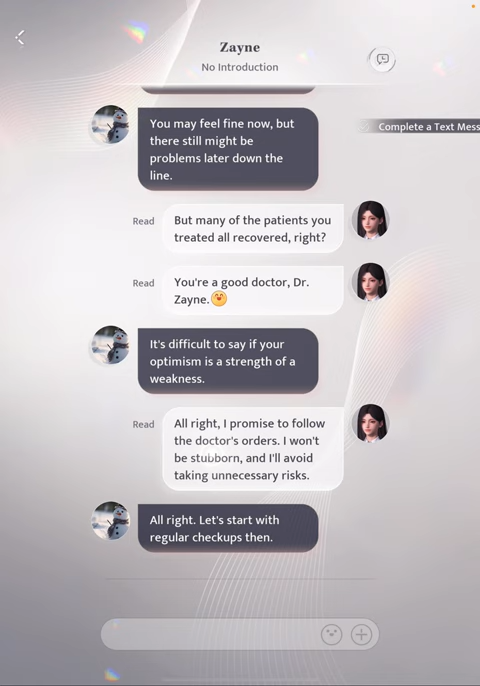 Zayne
No Introduction
You may feel fine now, but
there still might be
problems later down the
line.
Complete a Text Mess
Read
But many of the patients you
treated all recovered, right?
Read
You're a good doctor, Dr.
Zayne.😄
It's difficult to say if your
optimism is a strength of a
weakness.
Read
All right, I promise to follow
the doctor's orders. I won't
be stubborn, and I'll avoid
taking unnecessary risks.
All right. Let's start with
regular checkups then.